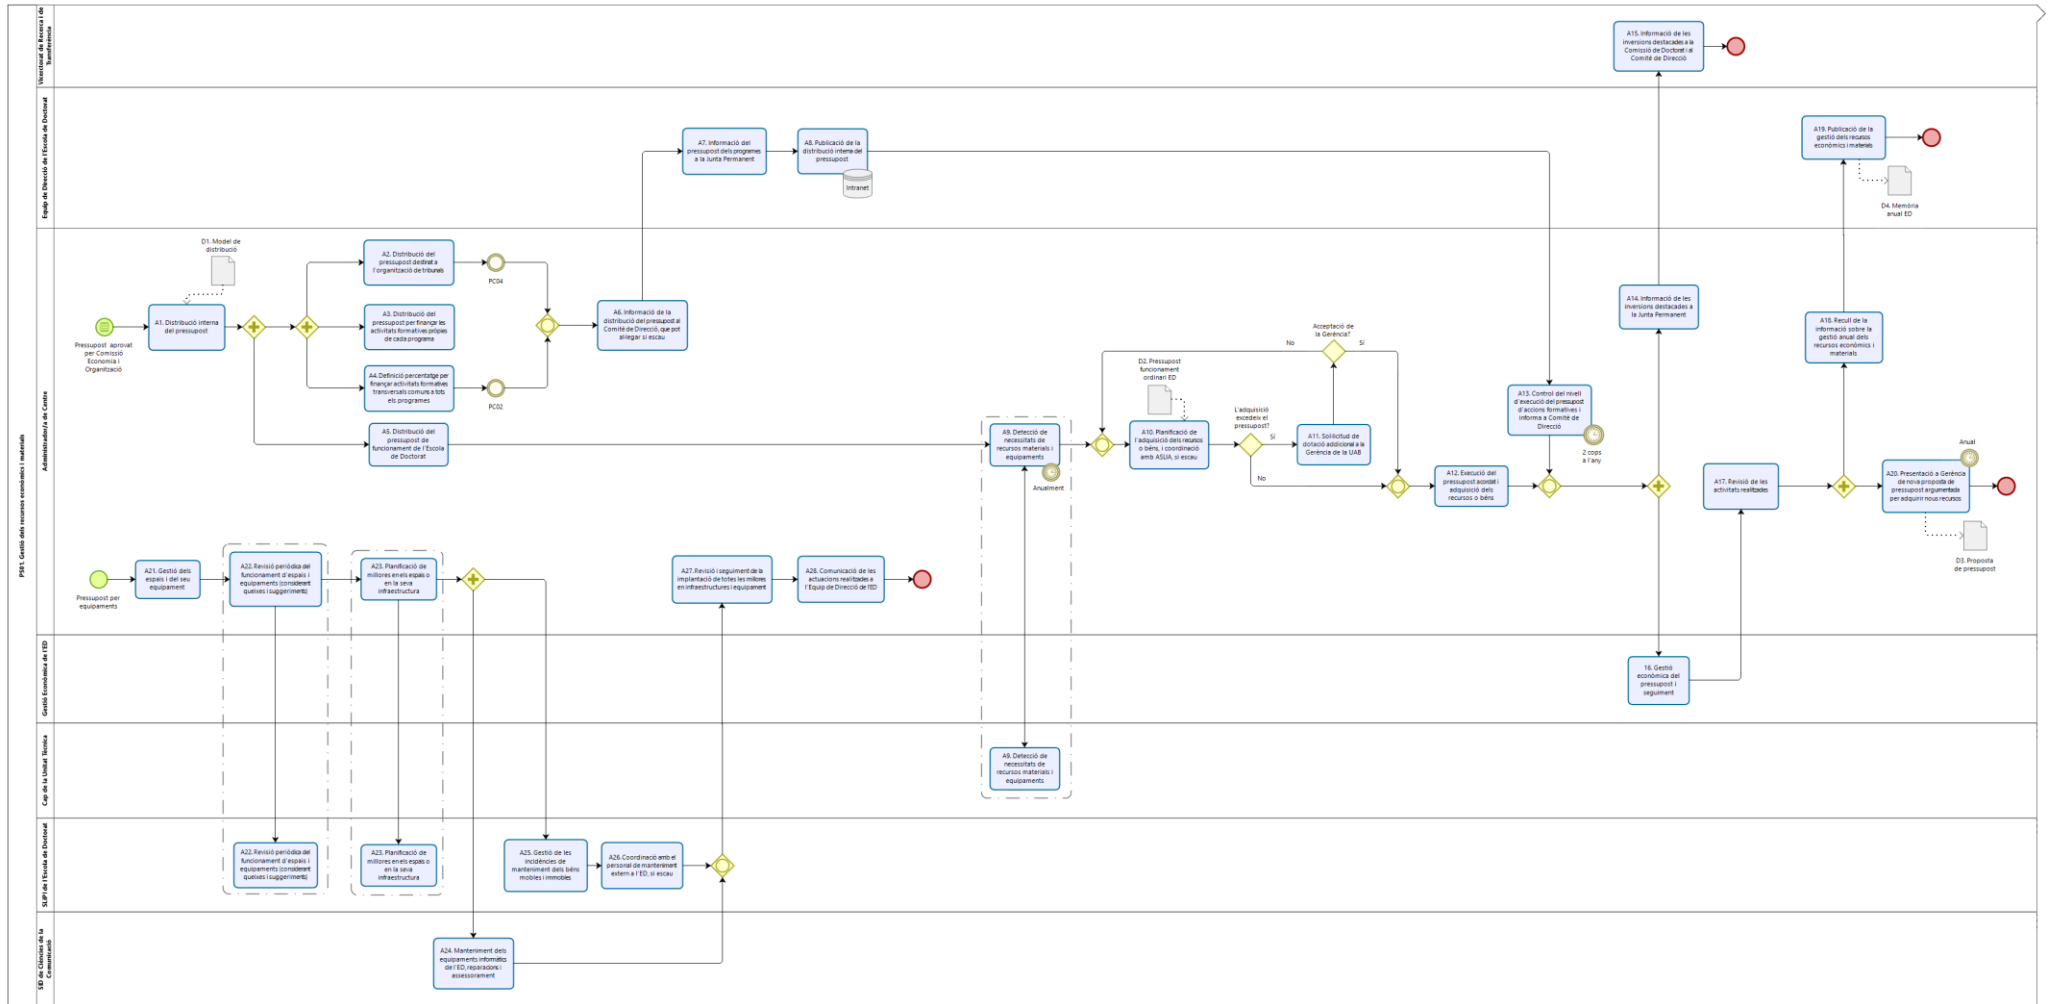 PS01. Gestió dels recursos econòmics i materials
Vicerectorat de Recerca i de
Transferència
A15. Informació de les
inversions destacades a la
Comissió de Doctorat i al
Comitè de Direcció
Equip de Direcció de l'Escola de Doctorat
A7. Informació del
pressupost dels programes
a la Junta Permanent
A8. Publicació de la
distribució interna del
pressupost
Intranet
A19. Publicació de la
gestió dels recursos
econòmics i materials
D4. Memòria
anual ED
Administrador/a de Centre
D1. Model de
distribució
Pressupost aprovat
per Comissió
Economia i
Organització
A1. Distribució interna
del pressupost
A2. Distribució del
pressupost destinat a
l'organització de tribunals
PC04
A3. Distribució del
pressupost per finançar les
activitats formatives pròpies
de cada programa
A4. Definició percentatge per
finançar activitats formatives
transversals comuns a tots
els programes
PC02
A5. Distribució del
pressupost de
funcionament de l'Escola
de Doctorat
A6. Informació de la
distribució del pressupost al
Comitè de Direcció, que pot
al·legar si escau
A9. Detecció de
necessitats de
recursos materials i
equipaments
Anualment
D2. Pressupost
funcionament
ordinari ED
A10. Planificació de
l'adquisició dels recursos
o béns, i coordinació
amb ASLiA, si escau
L'adquisició
excedeix el
pressupost?
Sí
No
A11. Sol·licitud de
dotació addicional a la
Gerència de la UAB
Acceptació de
la Gerència?
No
Sí
A12. Execució del
pressupost acordat i
adquisició dels
recursos o béns
A13. Control del nivell
d'execució del pressupost
d'accions formatives i
informa a Comitè de
Direcció
2 cops
a l'any
A14. Informació de les
inversions destacades a
la Junta Permanent
A17. Revisió de les
activitats realitzades
A18. Recull de la
informació sobre la
gestió anual dels
recursos econòmics i
materials
Anual
A20. Presentació a Gerència
de nova proposta de
pressupost argumentada
per adquirir nous recursos
D3. Proposta
de pressupost
Pressupost per
equipaments
A21. Gestió dels
espais i del seu
equipament
A22. Revisió periòdica del
funcionament d'espais i
equipaments (considerant
queixes i suggeriments)
A23. Planificació de
millores en els espais o
en la seva
infraestructura
A27. Revisió i seguiment de la
implantació de totes les millores
en infraestructures i equipament
A28. Comunicació de les
actuacions realitzades a
l'Equip de Direcció de l'ED
Gestió Econòmica de l'ED
16. Gestió
econòmica del
pressupost i
seguiment
Cap de la Unitat Tècnica
A9. Detecció de
necessitats de
recursos materials i
equipaments
SLiPI de l'Escola de Doctorat
A22. Revisió periòdica del
funcionament d'espais i
equipaments (considerant
queixes i suggeriments)
A23. Planificació de
millores en els espais o
en la seva
infraestructura
A25. Gestió de les
incidències de
manteniment dels béns
mobles i immobles
A26. Coordinació amb el
personal de manteniment
extern a l'ED, si escau
SID de Ciències de la
Comunicació
A24. Manteniment dels
equipaments informàtics
de l'ED, reparacions i
assessorament